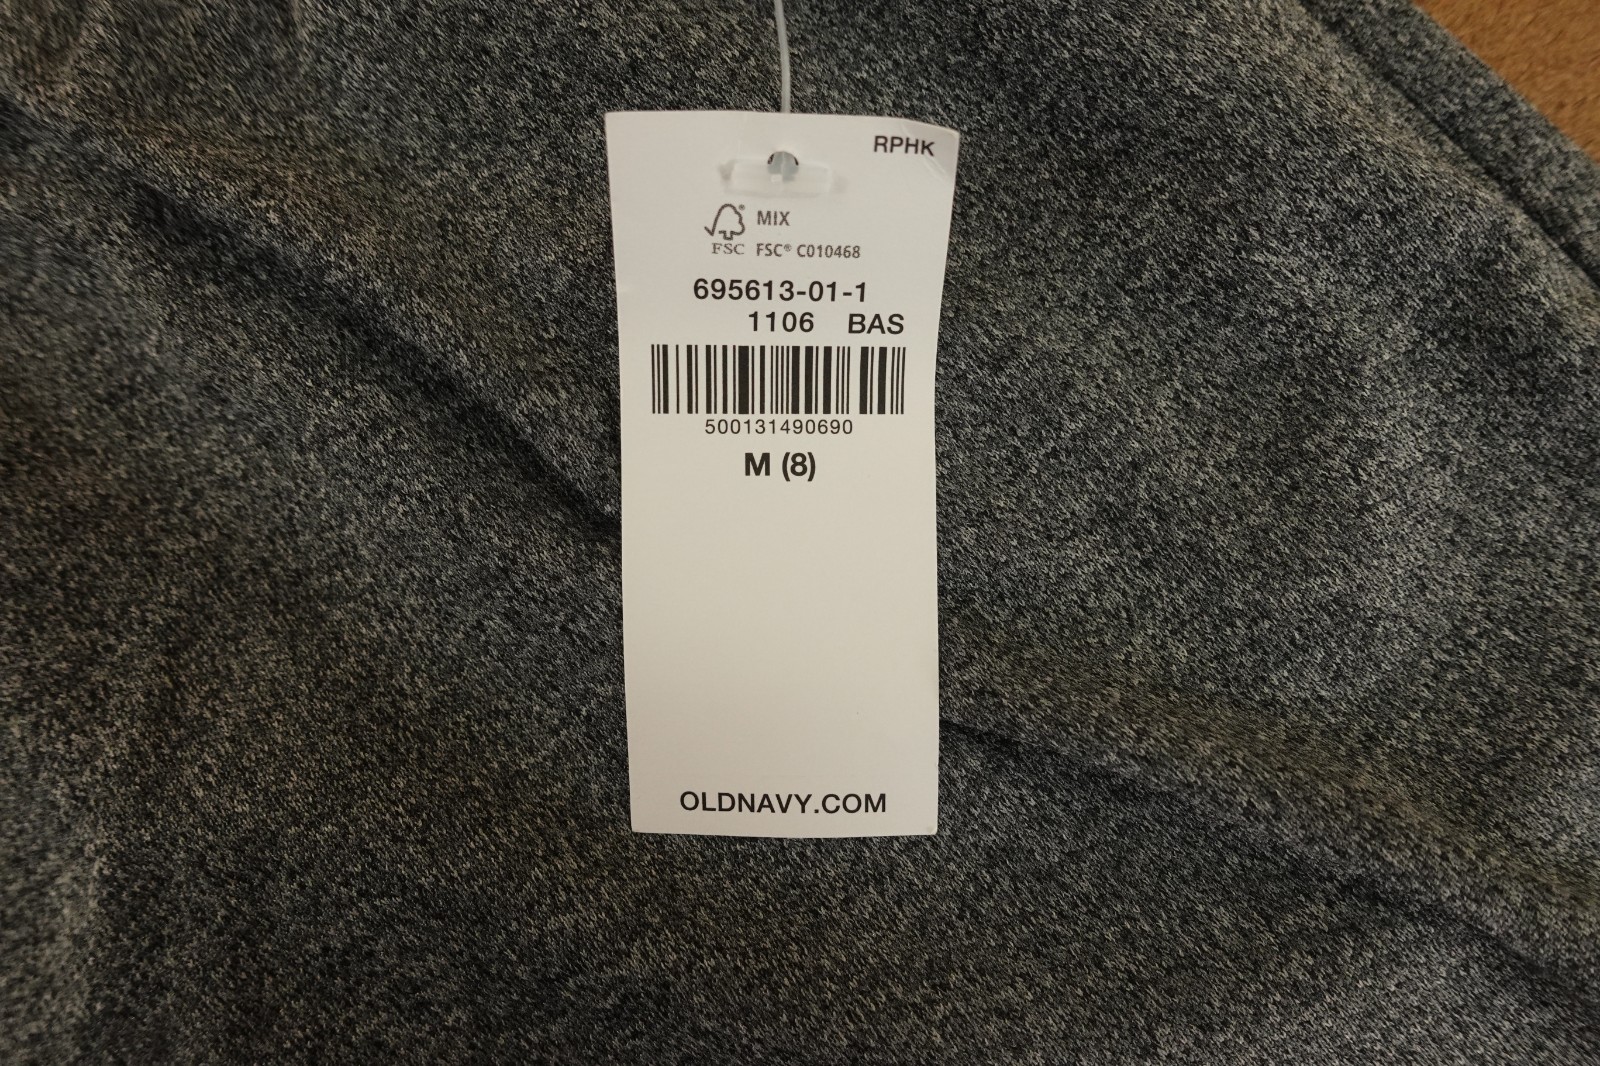 RPHK
MIX
FSC FSC® C010468
695613-01-1
1106 BAS
500131490690
M (8)
OLDNAVY.COM